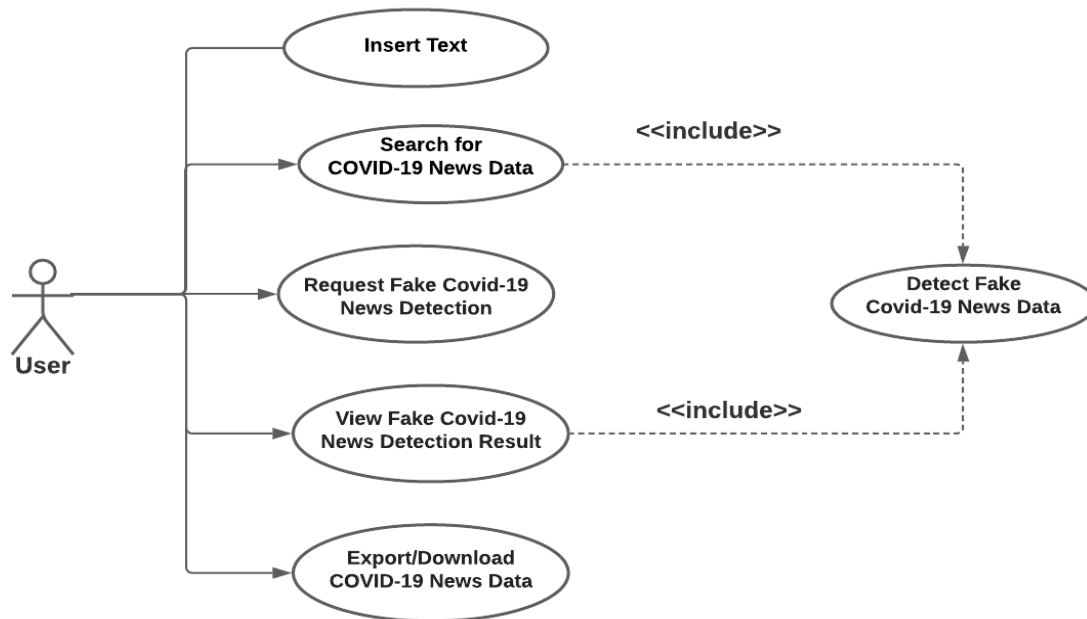 Insert Text
Search for
COVID-19 News Data
<<include>>
Request Fake Covid-19
News Detection
Detect Fake
Covid-19 News Data
User
View Fake Covid-19
News Detection Result
<<include>>
Export/Download
COVID-19 News Data